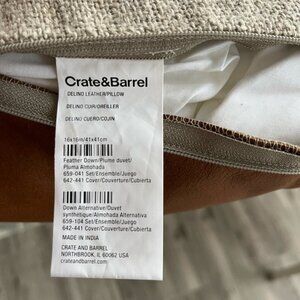 Crate&Barrel
DELINO LEATHER/PILLOW
DELINO CUIR/OREILLER
DELINO CUERO/COJIN
16x16in/41x41cm
Feather Down/Plume duvet/
Pluma Almohada
659-041 Set/Ensemble/Juego
642-441 Cover/Couverture/Cubierta
Down Alternative/Duvet
synthetique/Almohada Alternativa
659-104 Set/Ensemble/Juego
642-441 Cover/Couverture/Cubierta
MADE IN INDIA
CRATE AND BARREL
NORTHBROOK, IL 60062 USA
crateandbarrel.com